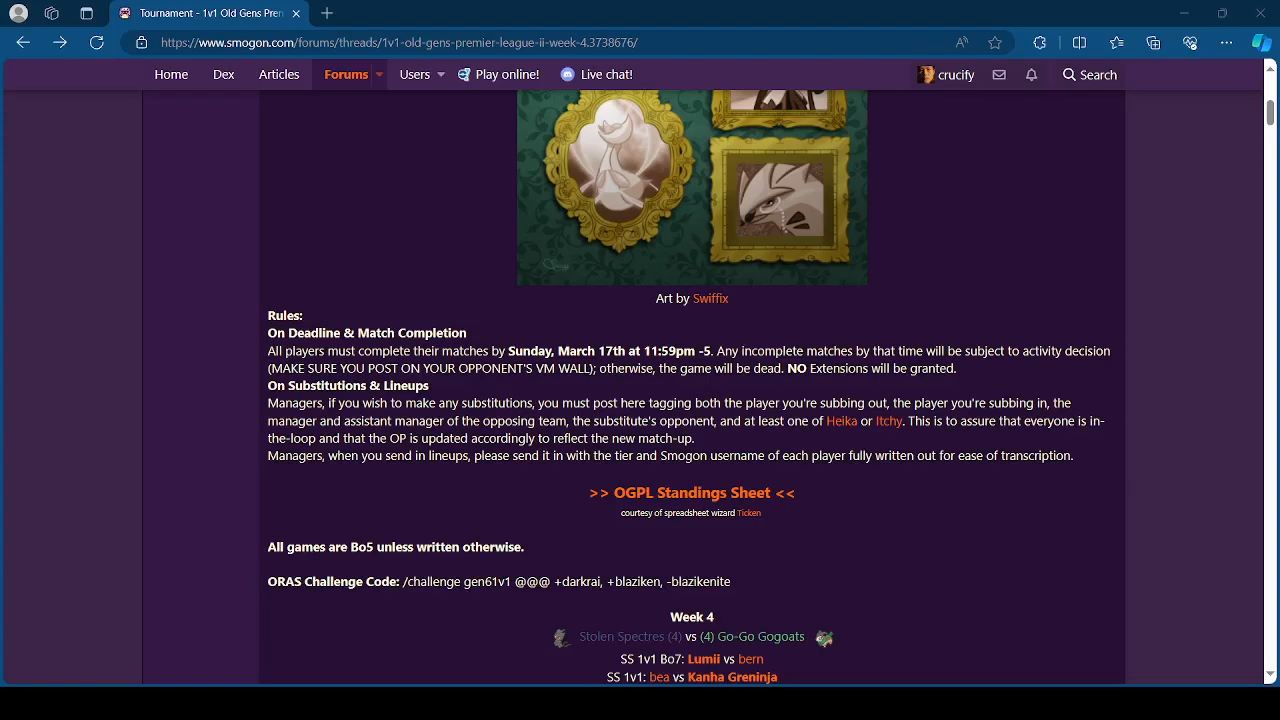 Tournament - 1v1 Old Gens Prem
https://www.smogon.com/forums/threads/1v1-old-gens-premier-league-ii-week-4.3738676/
Home Dex Articles Forums Users Play online! Live chat! crucify Search
Art by Swiffix
Rules:
On Deadline & Match Completion
All players must complete their matches by Sunday, March 17th at 11:59pm -5. Any incomplete matches by that time will be subject to activity decision
(MAKE SURE YOU POST ON YOUR OPPONENT'S VM WALL); otherwise, the game will be dead. NO Extensions will be granted.
On Substitutions & Lineups
Managers, if you wish to make any substitutions, you must post here tagging both the player you're subbing out, the player you're subbing in, the
manager and assistant manager of the opposing team, the substitute's opponent, and at least one of Heika or Itchy. This is to assure that everyone is in-
the-loop and that the OP is updated accordingly to reflect the new match-up.
Managers, when you send in lineups, please send it in with the tier and Smogon username of each player fully written out for ease of transcription.
>> OGPL Standings Sheet <<
courtesy of spreadsheet wizard Ticken
All games are Bo5 unless written otherwise.
ORAS Challenge Code: /challenge gen61v1 @@@ +darkrai, +blaziken, -blazikenite
Week 4
Stolen Spectres (4) vs (4) Go-Go Gogoats
SS 1v1 Bo7: Lumii vs bern
SS 1v1: bea vs Kanha Greninja